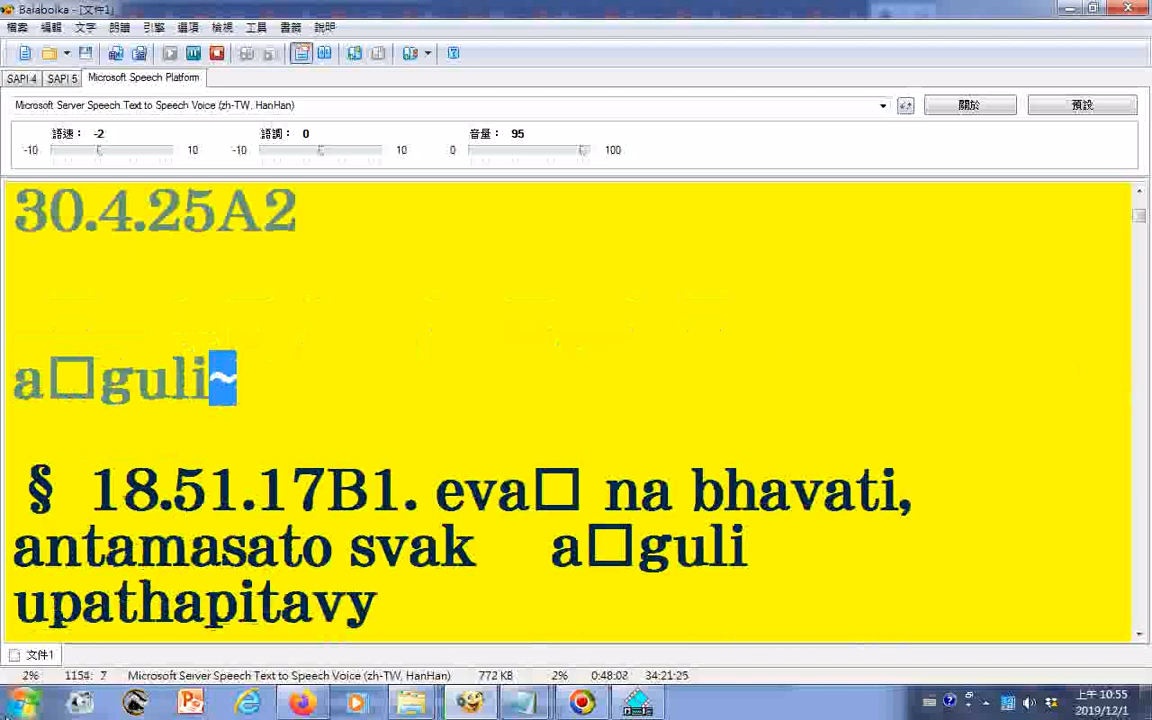 Balabolka - [文件1]
檔案 編輯 文字 朗讀 引擎 選項 檢視 工具 書籤 說明
SAPI 4 SAPI 5 Microsoft Speech Platform
Microsoft Server Speech Text to Speech Voice (zh-TW, HanHan) 關於 預設
語速： -2 語調： 0 音量： 95
-10 10 -10 10 0 100
30.4.25A2
a□guli~
§ 18.51.17B1. eva□ na bhavati,
antamasato svak a□guli
upathapitavy
文件1
2% 1154: 7 Microsoft Server Speech Text to Speech Voice (zh-TW, HanHan) 772 KB 2% 0:48:03 34:21:25
上午 10:55
2019/12/1